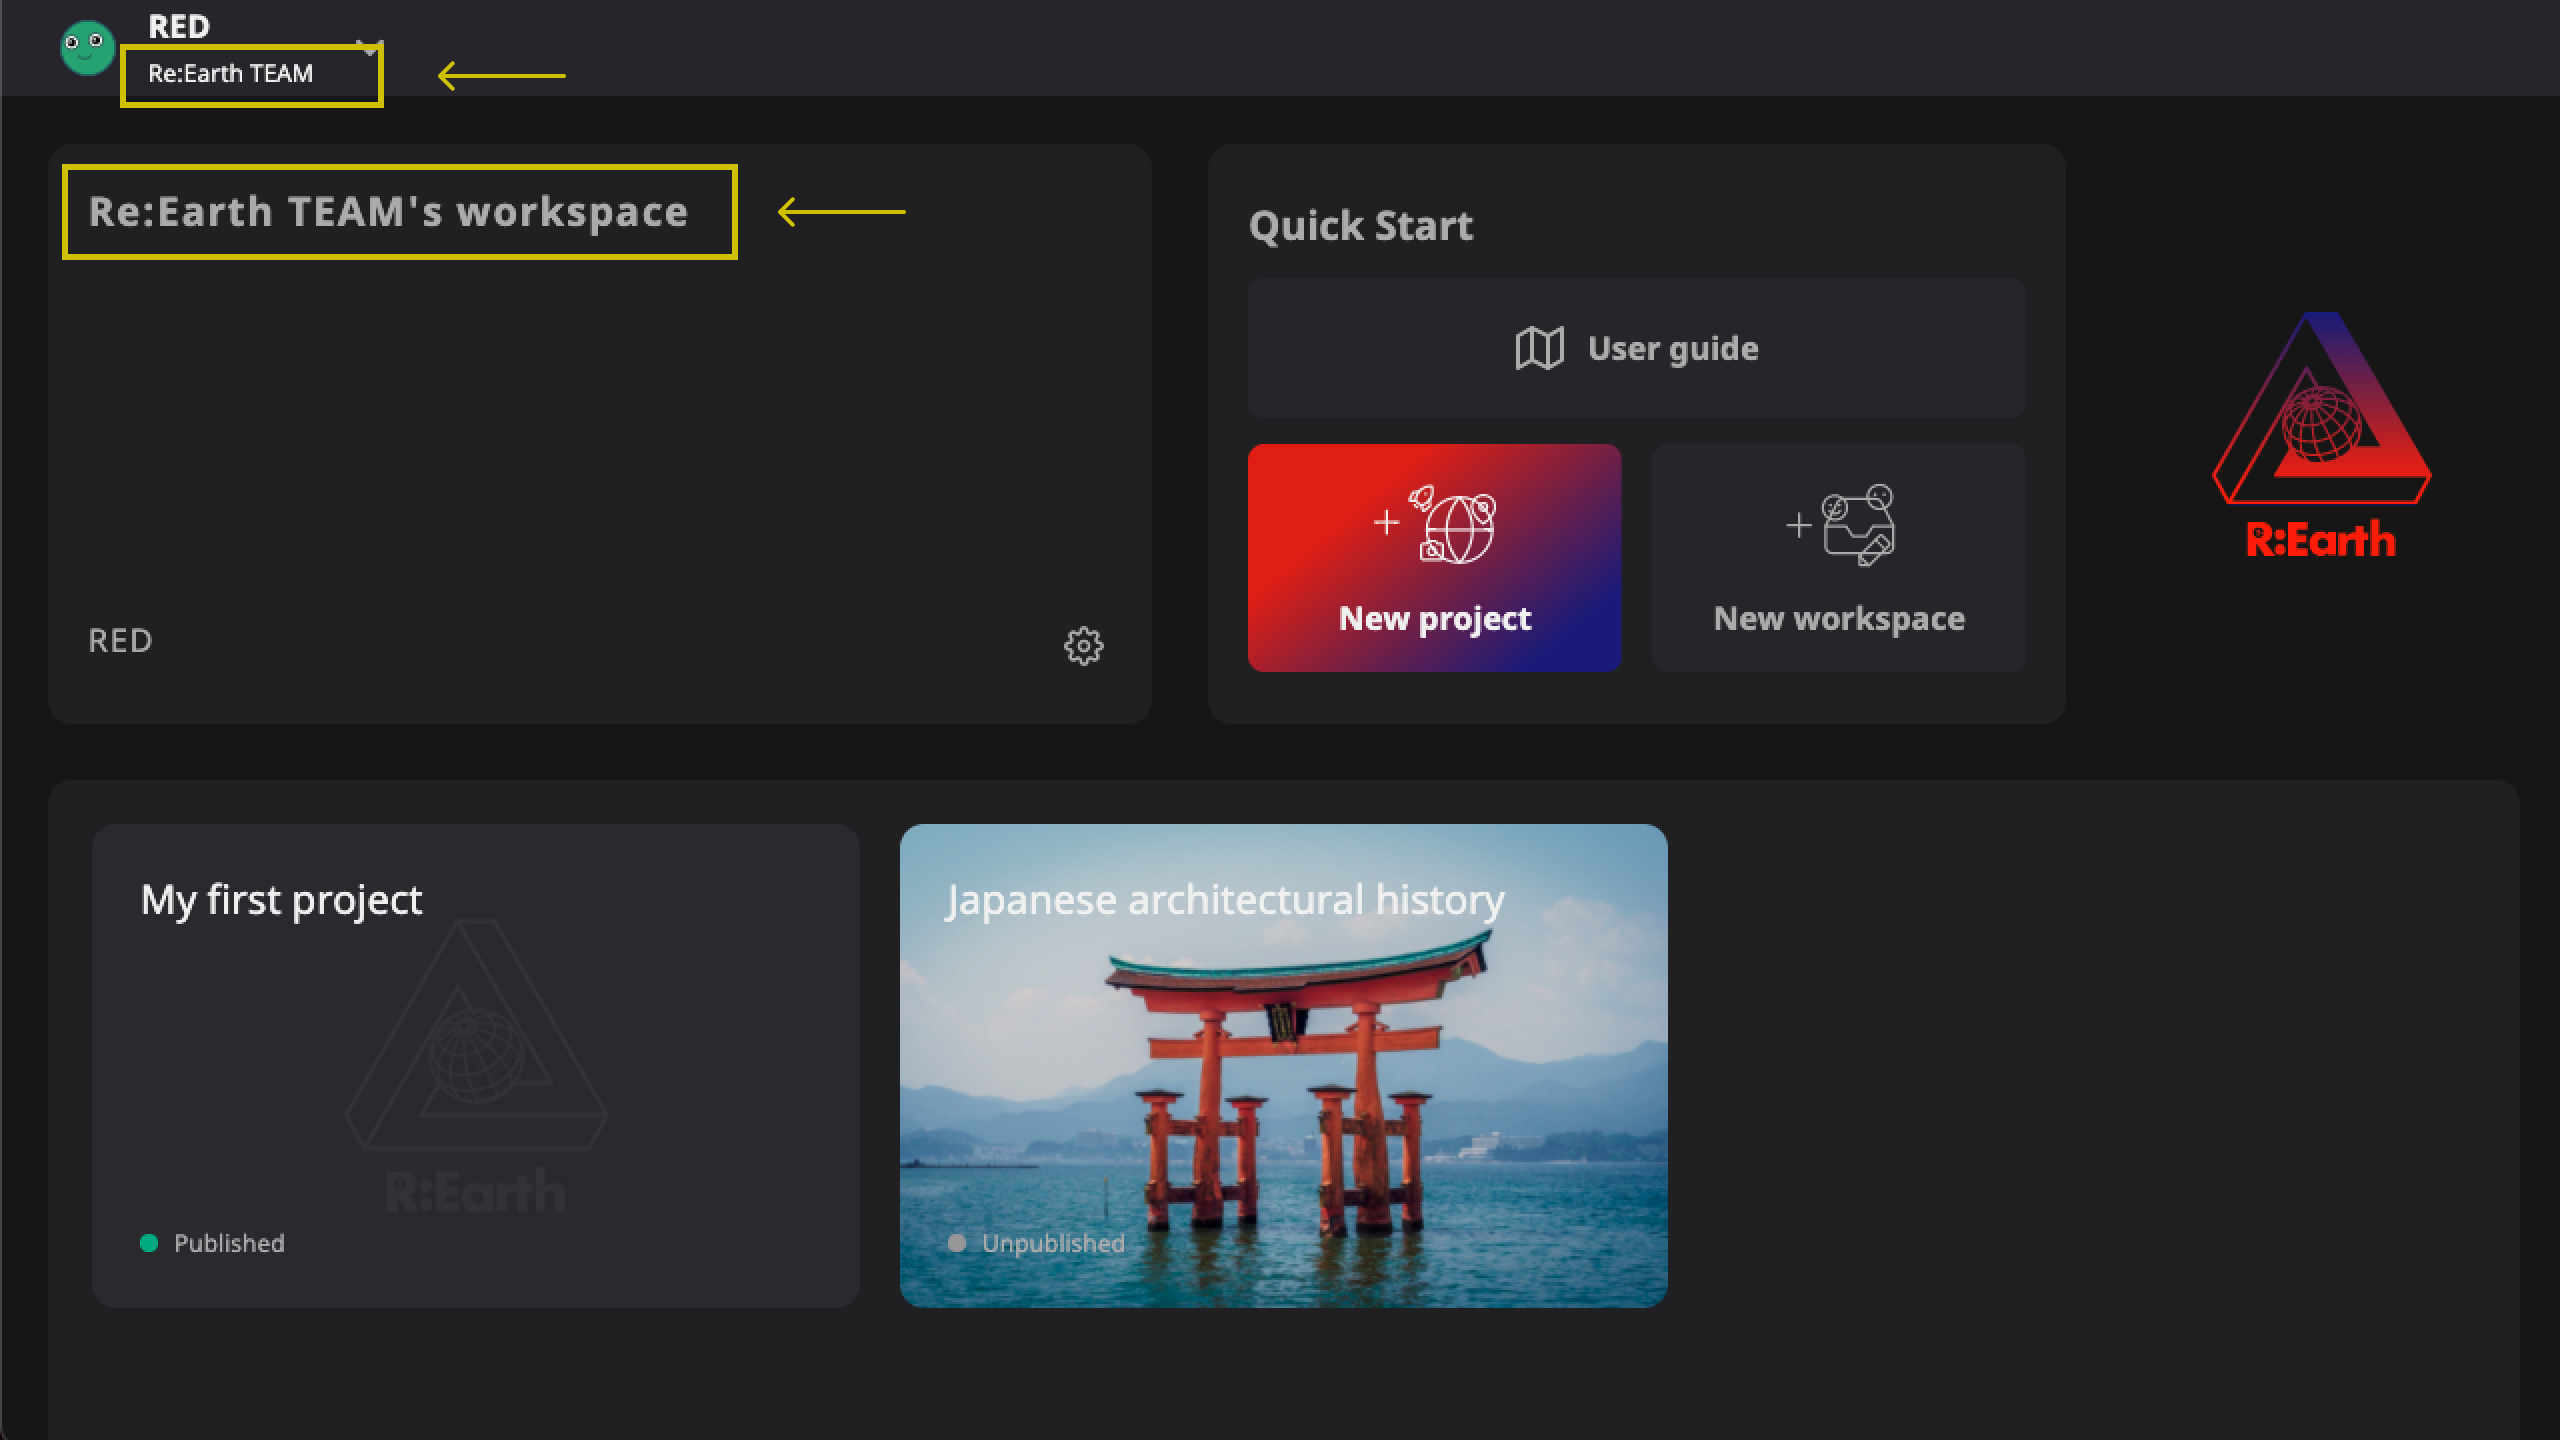 RED
Re:Earth TEAM
Re:Earth TEAM's workspace
RED
Quick Start
User guide
New project
New workspace
R:Earth
My first project
R:Earth
Published
Japanese architectural history
Unpublished